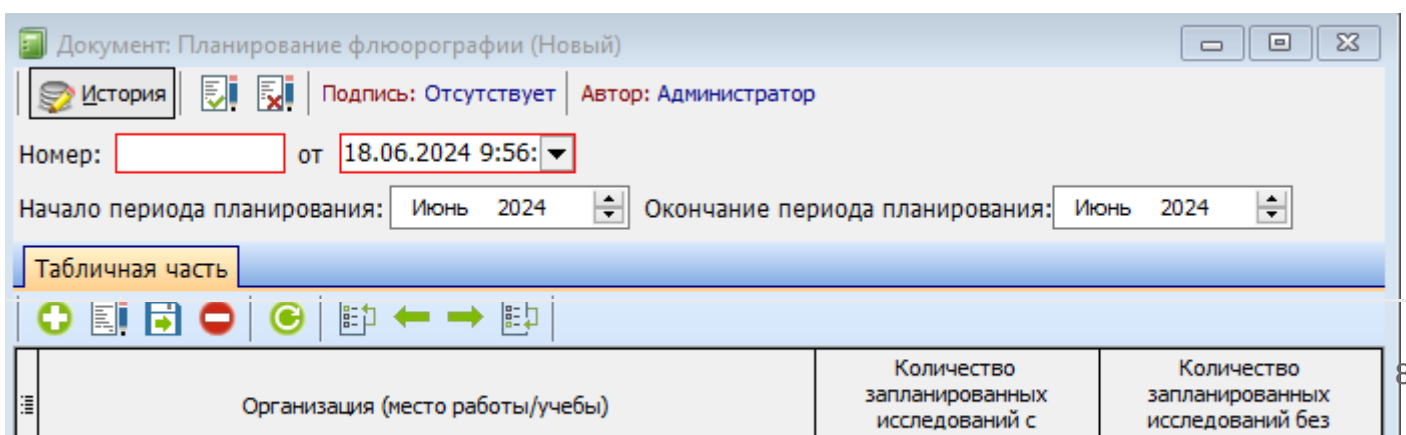 Документ: Планирование флюорографии (Новый)
История Подпись: Отсутствует Автор: Администратор
Номер: от 18.06.2024 9:56:
Начало периода планирования: Июнь 2024 Окончание периода планирования: Июнь 2024
Табличная часть
Организация (место работы/учебы)
Количество
запланированных
исследований с
Количество
запланированных
исследований без
8